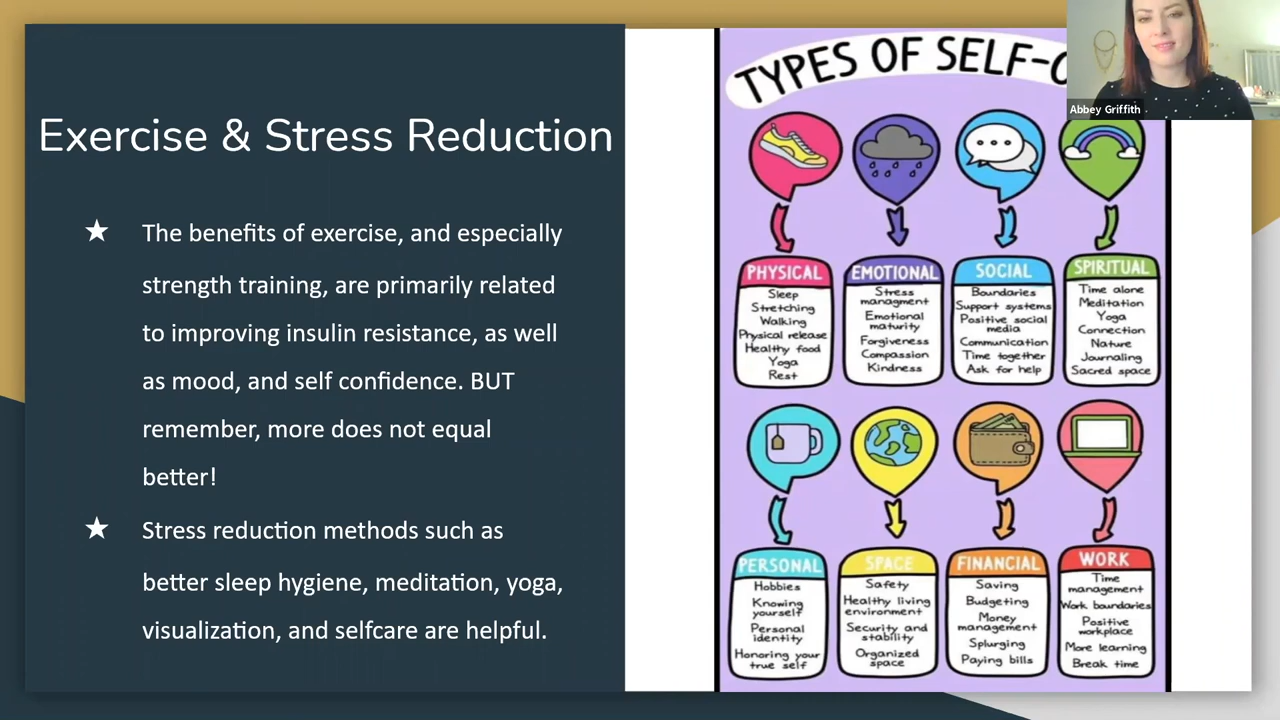 Exercise & Stress Reduction
★ The benefits of exercise, and especially
strength training, are primarily related
to improving insulin resistance, as well
as mood, and self confidence. BUT
remember, more does not equal
better!
★ Stress reduction methods such as
better sleep hygiene, meditation, yoga,
visualization, and selfcare are helpful.
TYPES OF SELF-C
Abbey Griffith
PHYSICAL
Sleep
Stretching
Walking
Physical release
Healthy food
Yoga
Rest
EMOTIONAL
Stress
managment
Emotional
maturity
Forgiveness
Compassion
Kindness
SOCIAL
Boundaries
Support systems
Positive social
media
Communication
Time together
Ask for help
SPIRITUAL
Time alone
Meditation
Yoga
Connection
Nature
Journaling
Sacred space
PERSONAL
Hobbies
Knowing
yourself
Personal
identity
Honoring your
true self
SPACE
Safety
Healthy living
environment
Security and
stability
Organized
space
FINANCIAL
Saving
Budgeting
Money
management
Splurging
Paying bills
WORK
Time
management
Work boundaries
Positive
workplace
More learning
Break time